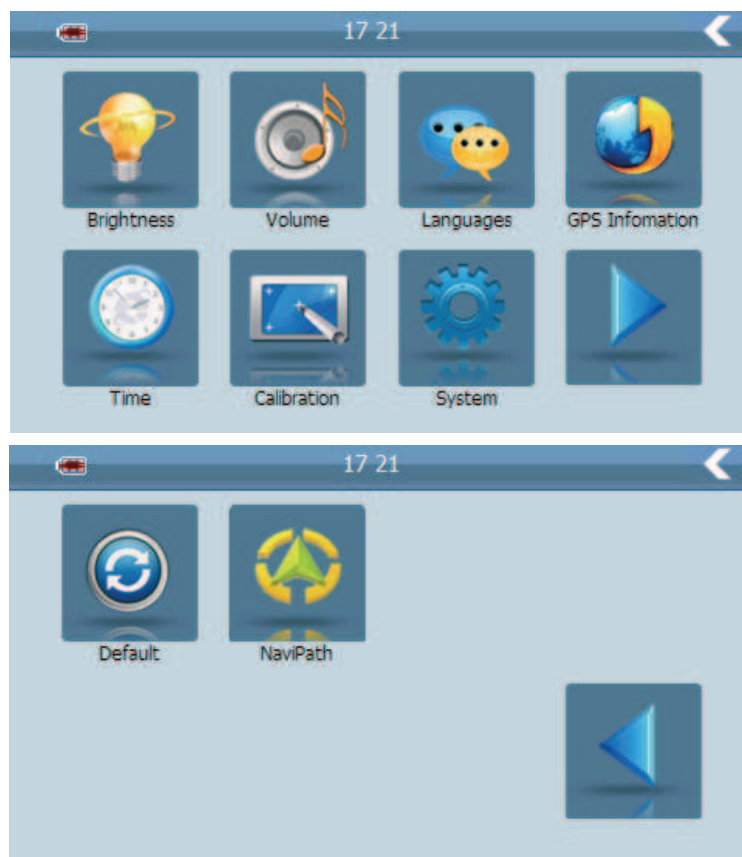 17 21
Brightness Volume Languages GPS Infomation
Time Calibration System
17 21
Default NaviPath